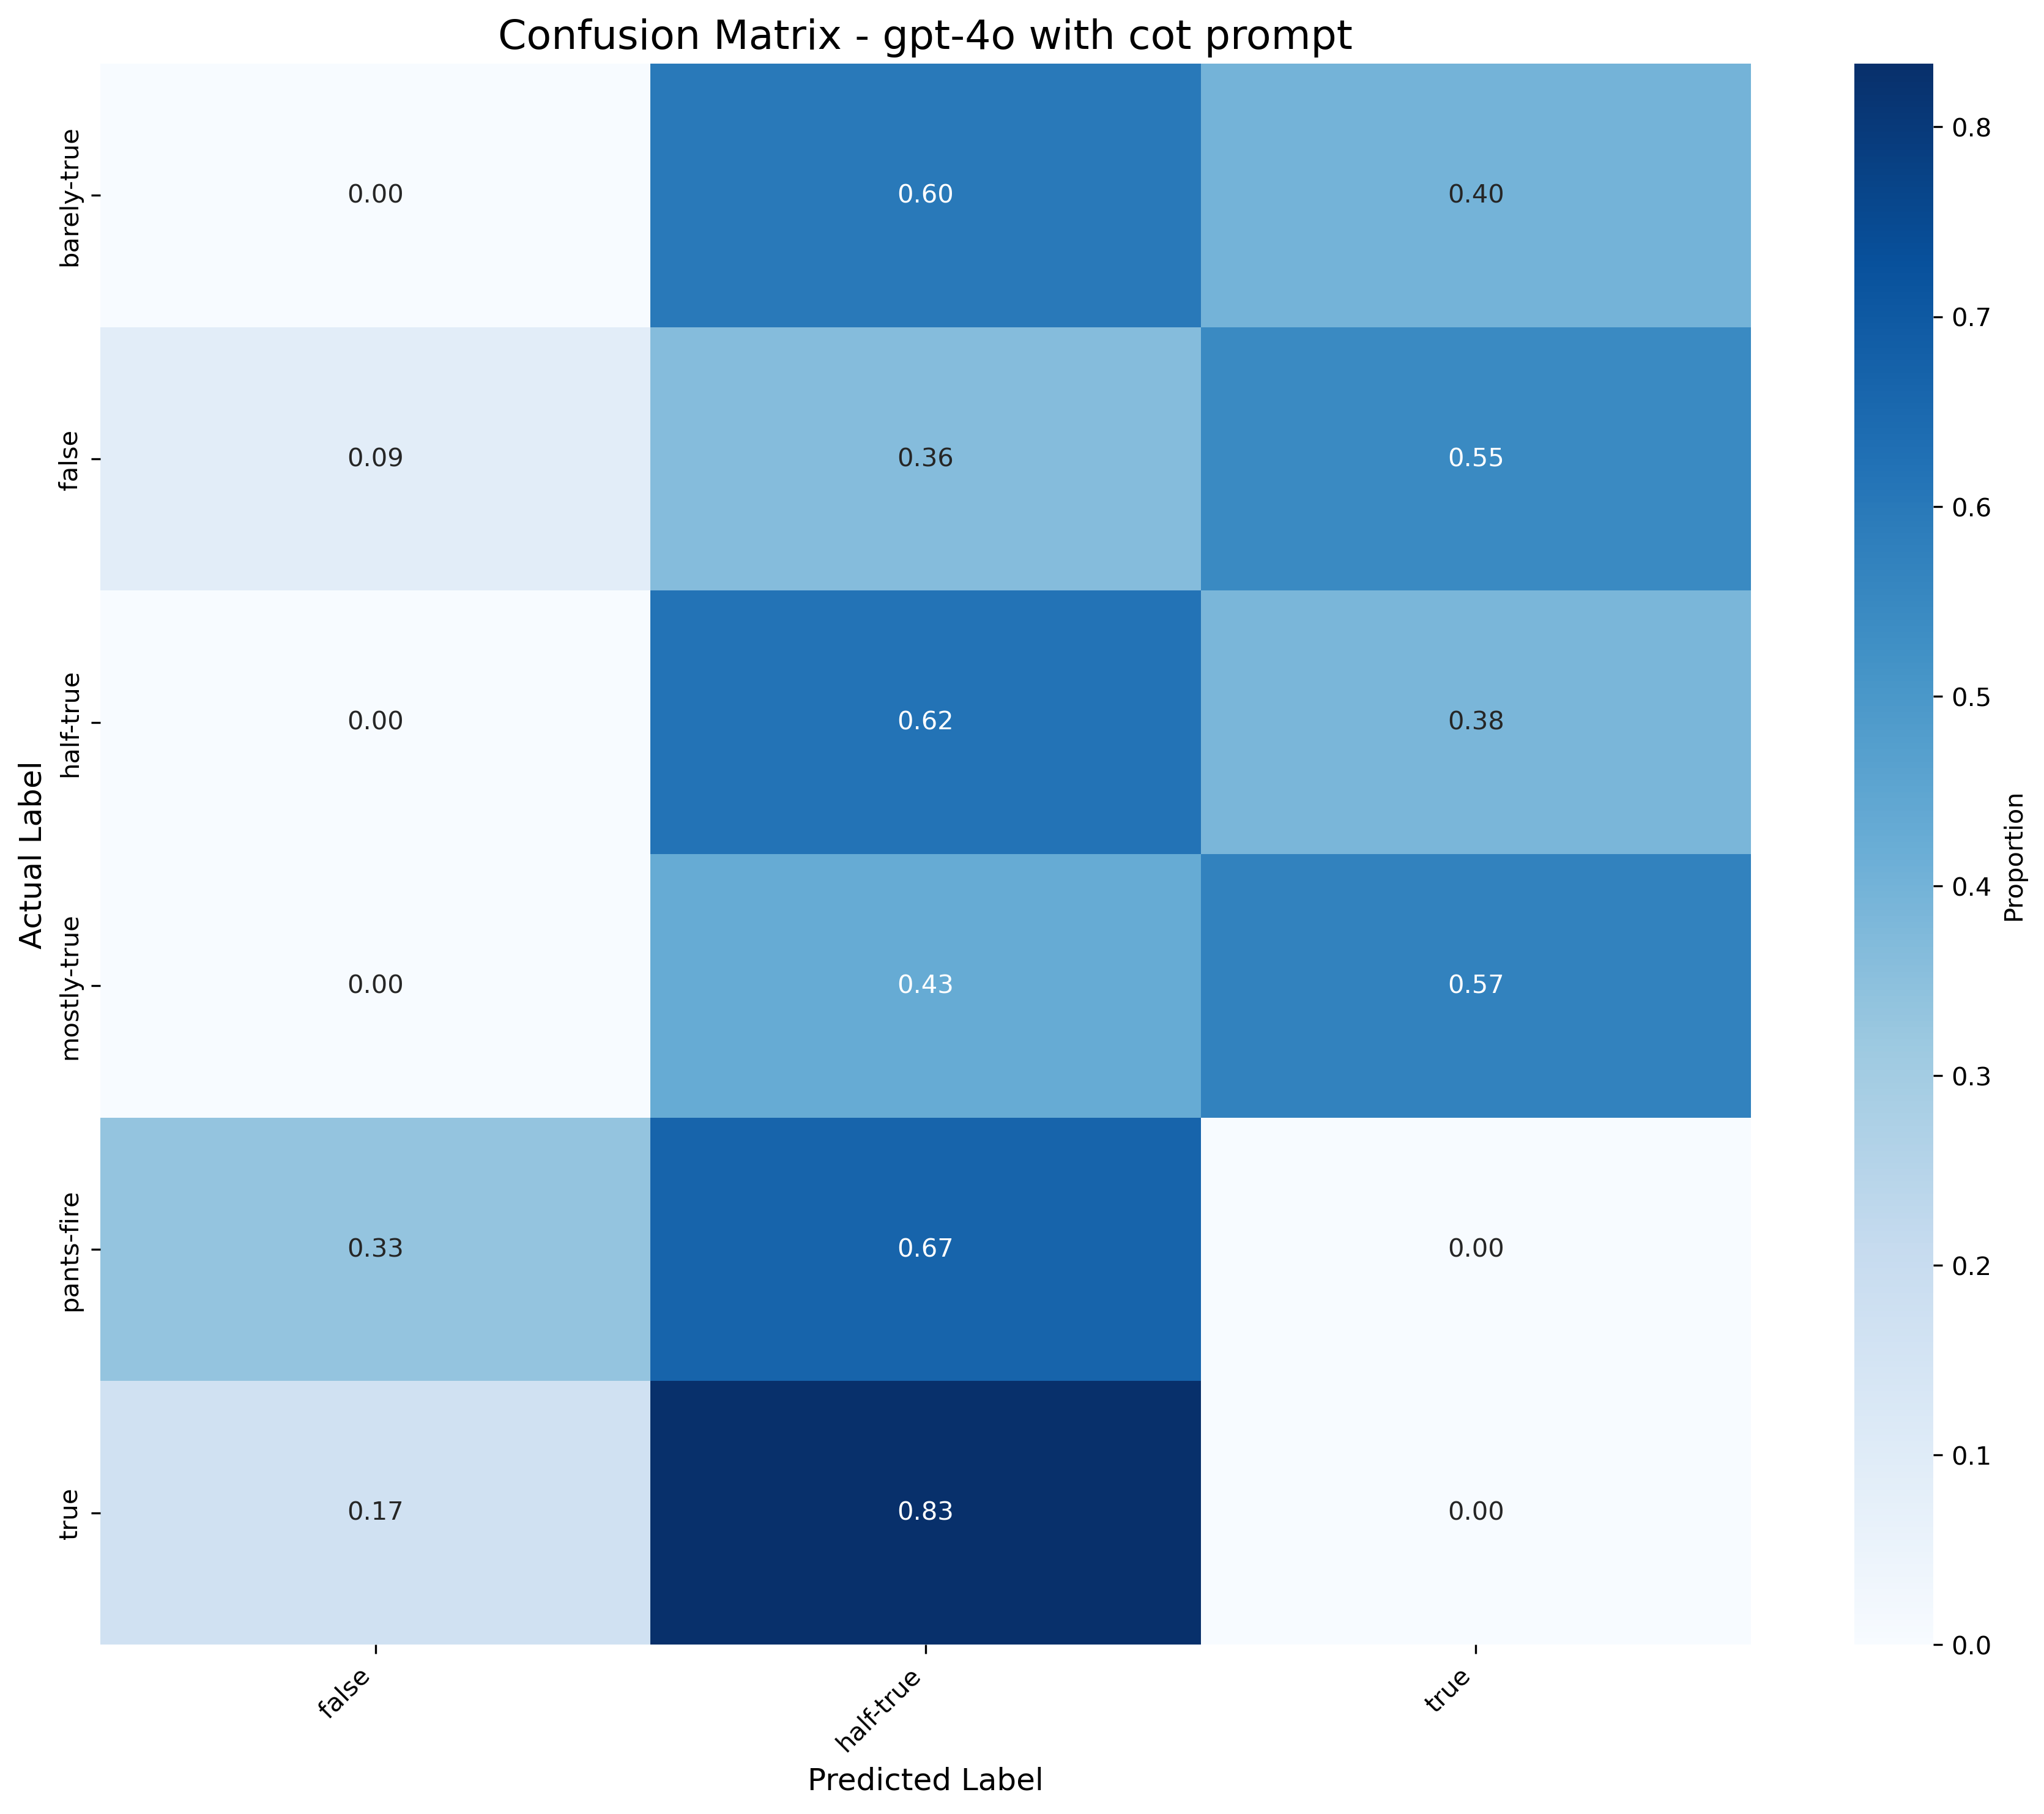 Confusion Matrix - gpt-4o with cot prompt
Actual Label
barely-true
0.00 0.60 0.40
false
0.09 0.36 0.55
half-true
0.00 0.62 0.38
mostly-true
0.00 0.43 0.57
pants-fire
0.33 0.67 0.00
true
0.17 0.83 0.00
false half-true true
Predicted Label
0.8
0.7
0.6
0.5
0.4
0.3
0.2
0.1
0.0
Proportion